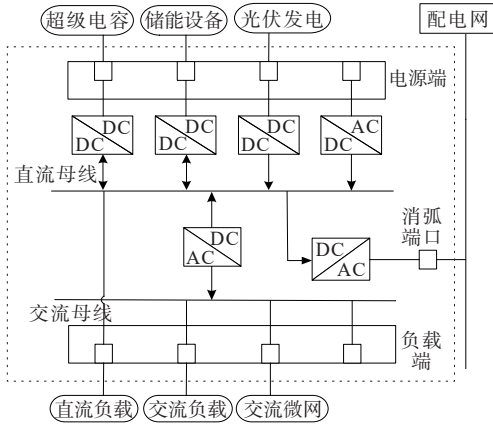 超级电容 储能设备 光伏发电 配电网
电源端
DC DC DC AC
DC DC DC DC
直流母线
消弧
端口
DC DC
AC AC
交流母线
负载
端
直流负载 交流负载 交流微网